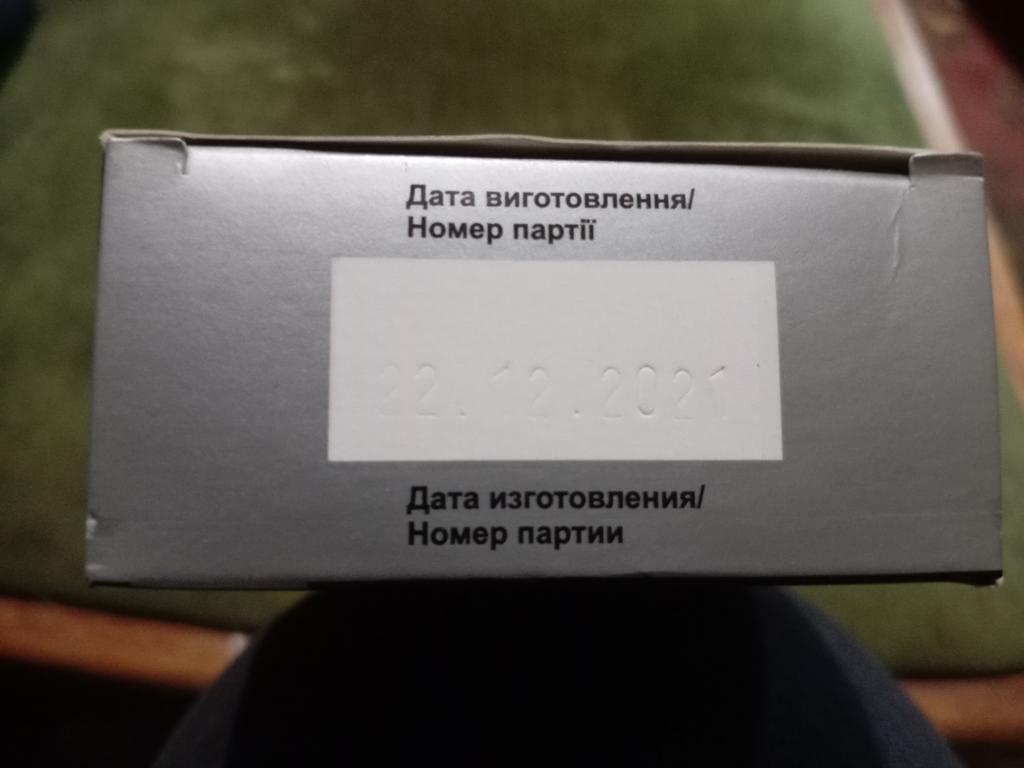 Дата виготовлення/
Номер партії
22.12.2021
Дата изготовления/
Номер партии